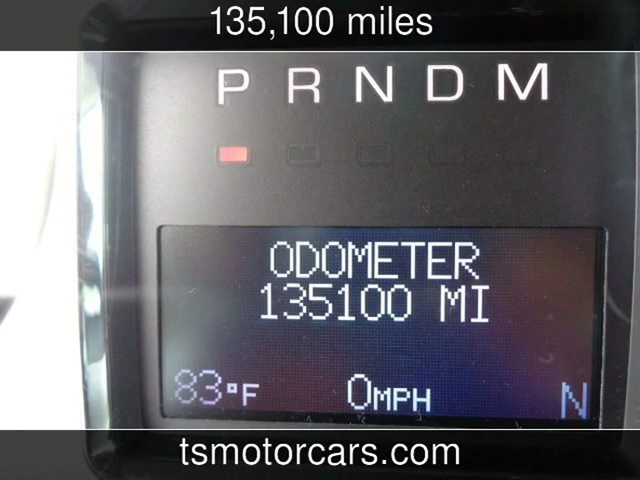 135,100 miles
P R N D M
ODOMETER
135100 MI
83°F 0MPH N
tsmotorcars.com